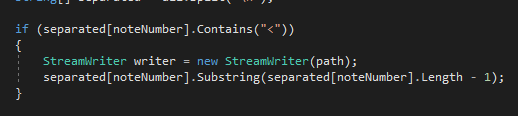 if (separated[noteNumber].Contains("<"))
{
StreamWriter writer = new StreamWriter(path);
separated[noteNumber].Substring(separated[noteNumber].Length - 1);
}